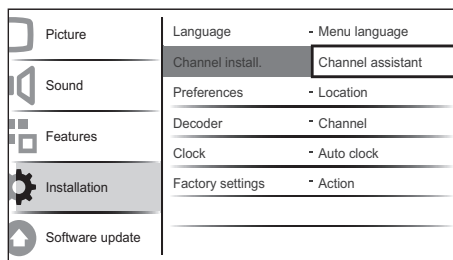 Picture
Sound
Features
Installation
Software update
Language - Menu language
Channel install. Channel assistant
Preferences - Location
Decoder - Channel
Clock - Auto clock
Factory settings - Action